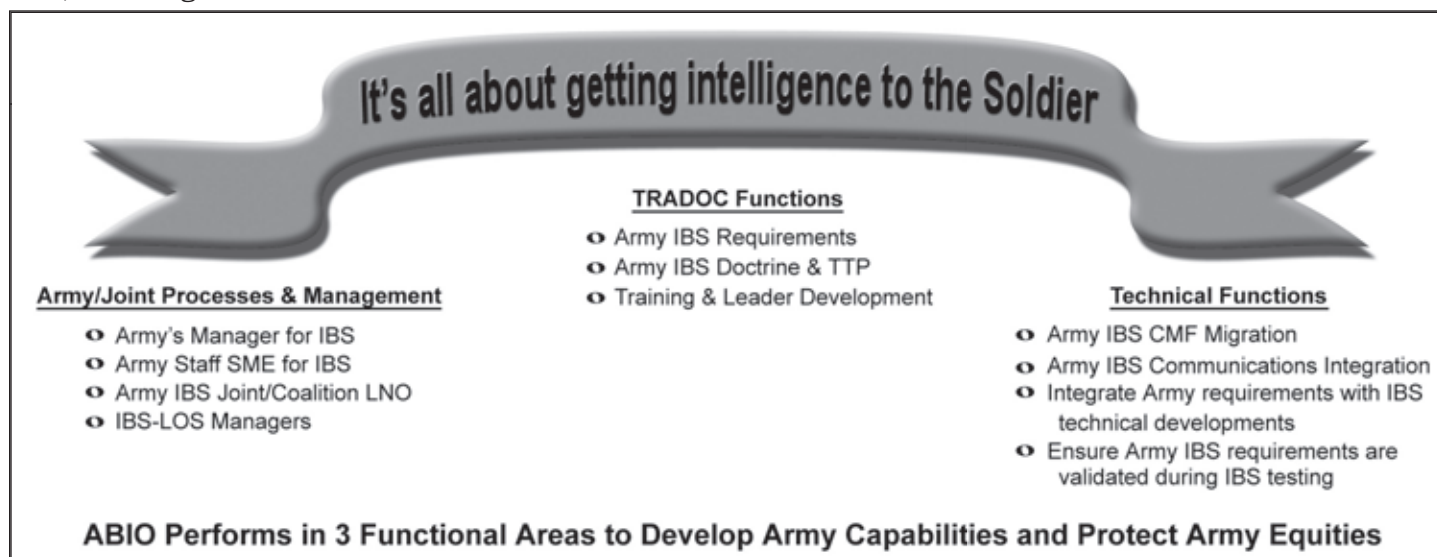 It's all about getting intelligence to the Soldier
TRADOC Functions
Army IBS Requirements
Army IBS Doctrine & TTP
Training & Leader Development
Army/Joint Processes & Management
Army's Manager for IBS
Army Staff SME for IBS
Army IBS Joint/Coalition LNO
IBS-LOS Managers
Technical Functions
Army IBS CMF Migration
Army IBS Communications Integration
Integrate Army requirements with IBS
technical developments
Ensure Army IBS requirements are
validated during IBS testing
ABIO Performs in 3 Functional Areas to Develop Army Capabilities and Protect Army Equities